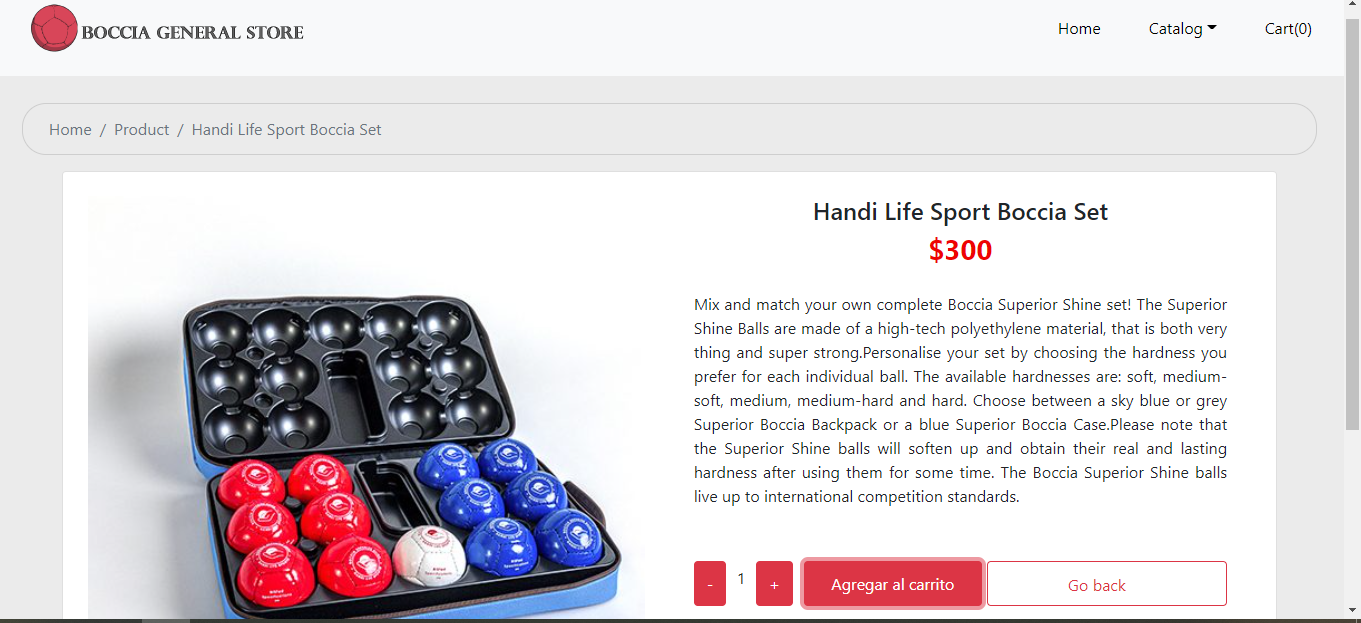 BOCCIA GENERAL STORE
Home
Catalog
Cart(0)
Home / Product / Handi Life Sport Boccia Set
Handi Life Sport Boccia Set
$300
Mix and match your own complete Boccia Superior Shine set! The Superior
Shine Balls are made of a high-tech polyethylene material, that is both very
thing and super strong.Personalise your set by choosing the hardness you
prefer for each individual ball. The available hardnesses are: soft, medium-
soft, medium, medium-hard and hard. Choose between a sky blue or grey
Superior Boccia Backpack or a blue Superior Boccia Case.Please note that
the Superior Shine balls will soften up and obtain their real and lasting
hardness after using them for some time. The Boccia Superior Shine balls
live up to international competition standards.
- 1 + Agregar al carrito Go back